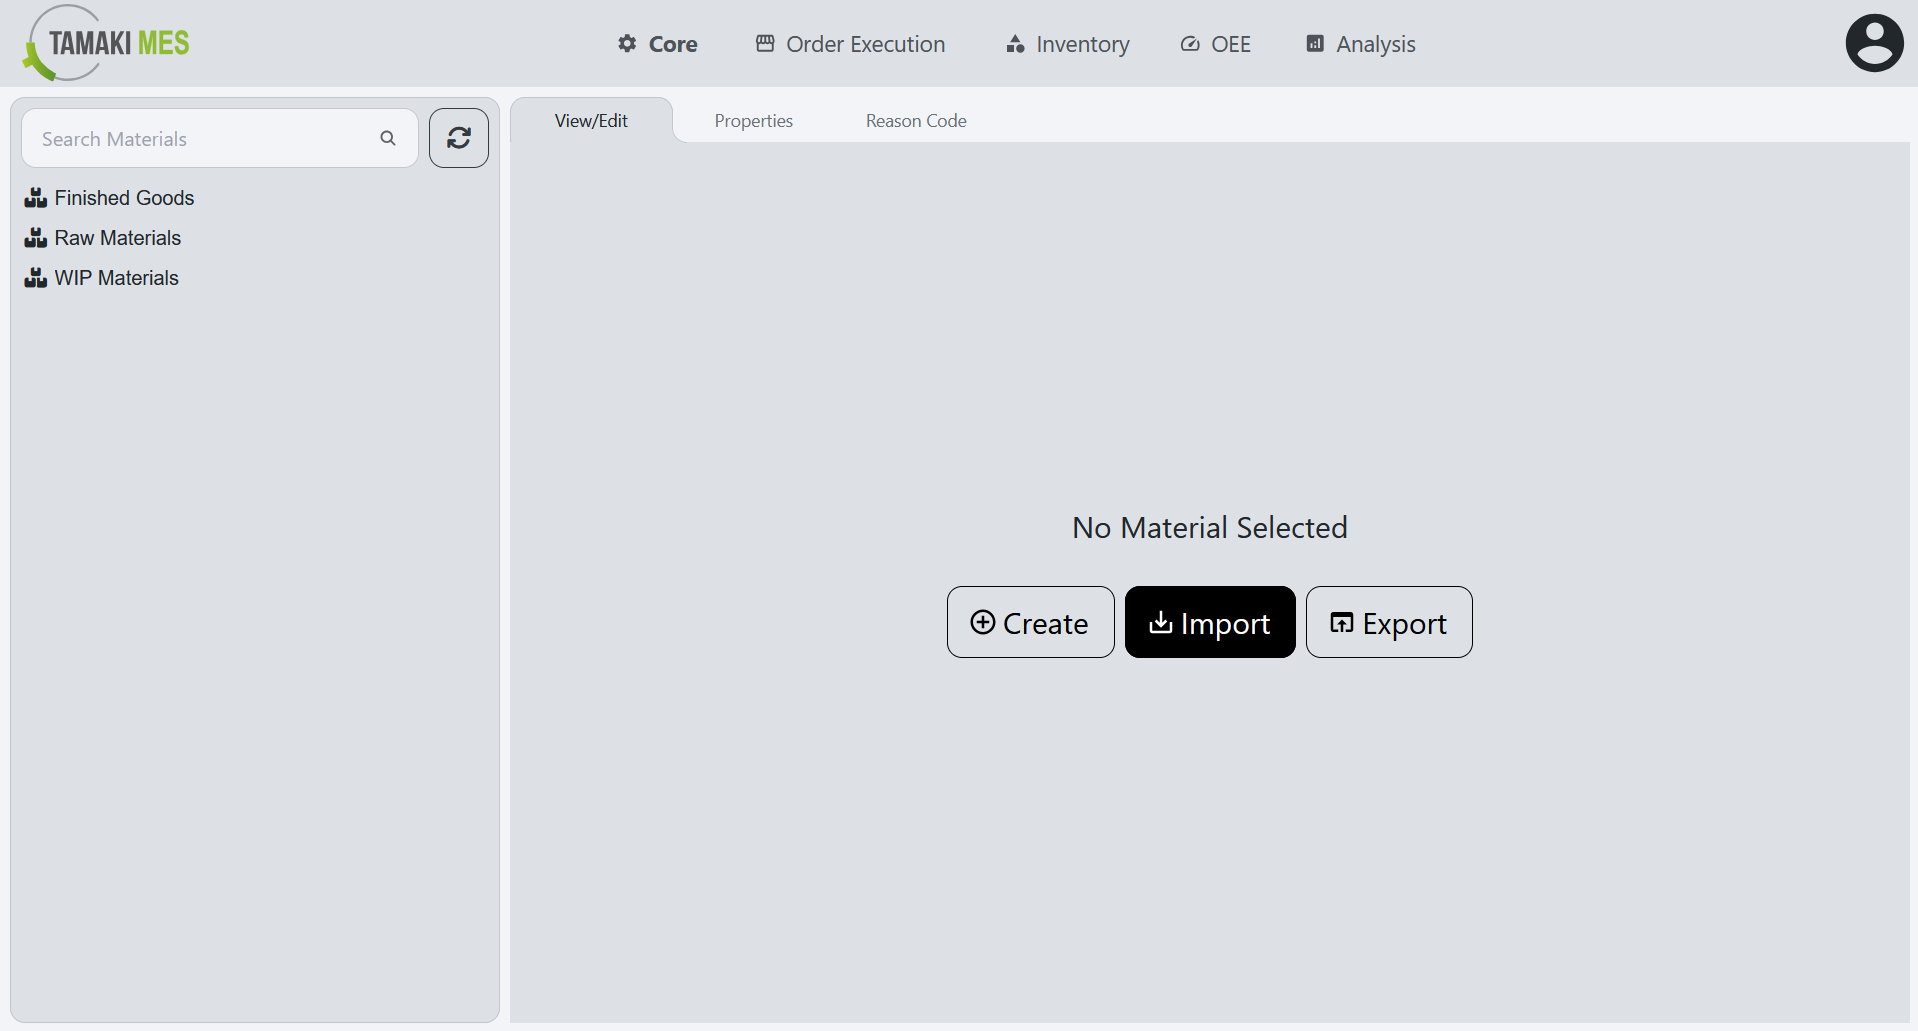 TAMAKI MES
Core
Order Execution
Inventory
OEE
Analysis
Search Materials
Finished Goods
Raw Materials
WIP Materials
View/Edit
Properties
Reason Code
No Material Selected
Create
Import
Export